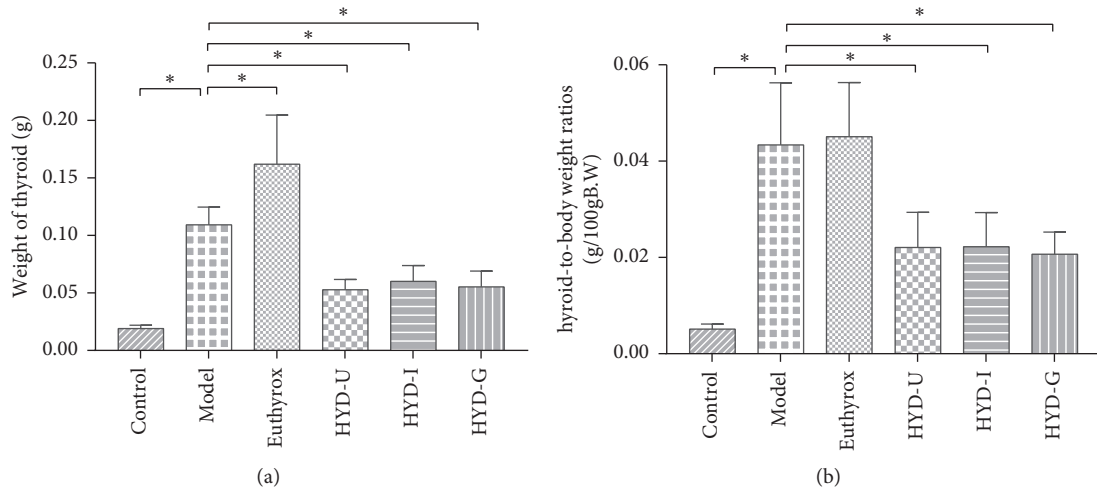 *
*
*
*
*
0.25
0.20
0.15
0.10
0.05
0.00
Weight of thyroid (g)
Control
Model
Euthyrox
HYD-U
HYD-I
HYD-G
(a)
*
*
*
*
0.06
0.04
0.02
0.00
hyroid-to-body weight ratios
(g/100gB.W)
Control
Model
Euthyrox
HYD-U
HYD-I
HYD-G
(b)